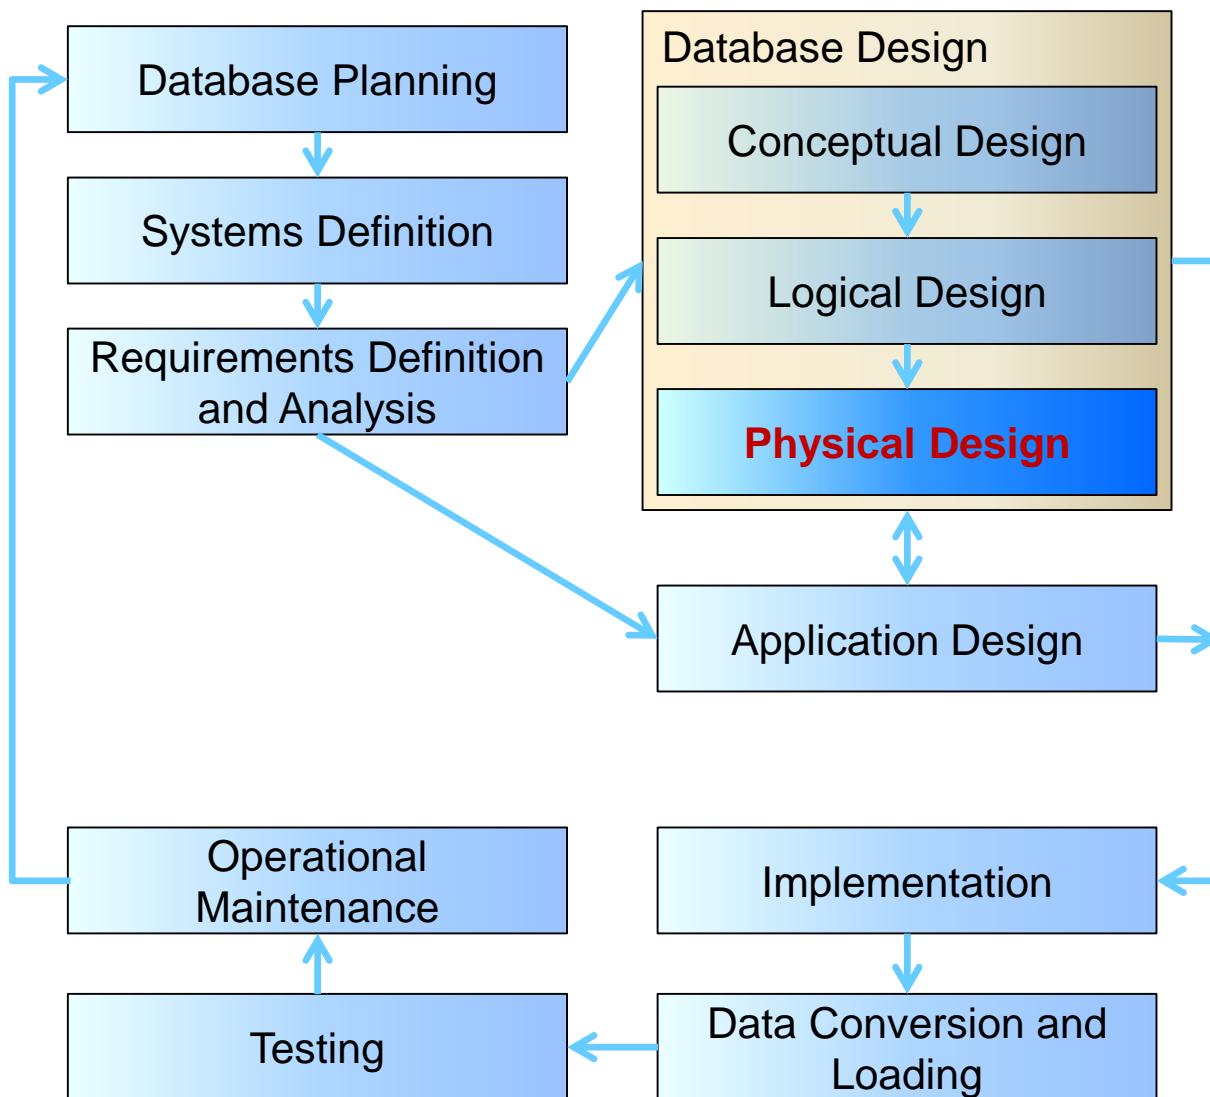 Database Planning
Systems Definition
Requirements Definition
and Analysis
Database Design
Conceptual Design
Logical Design
Physical Design
Application Design
Operational
Maintenance
Implementation
Testing
Data Conversion and
Loading